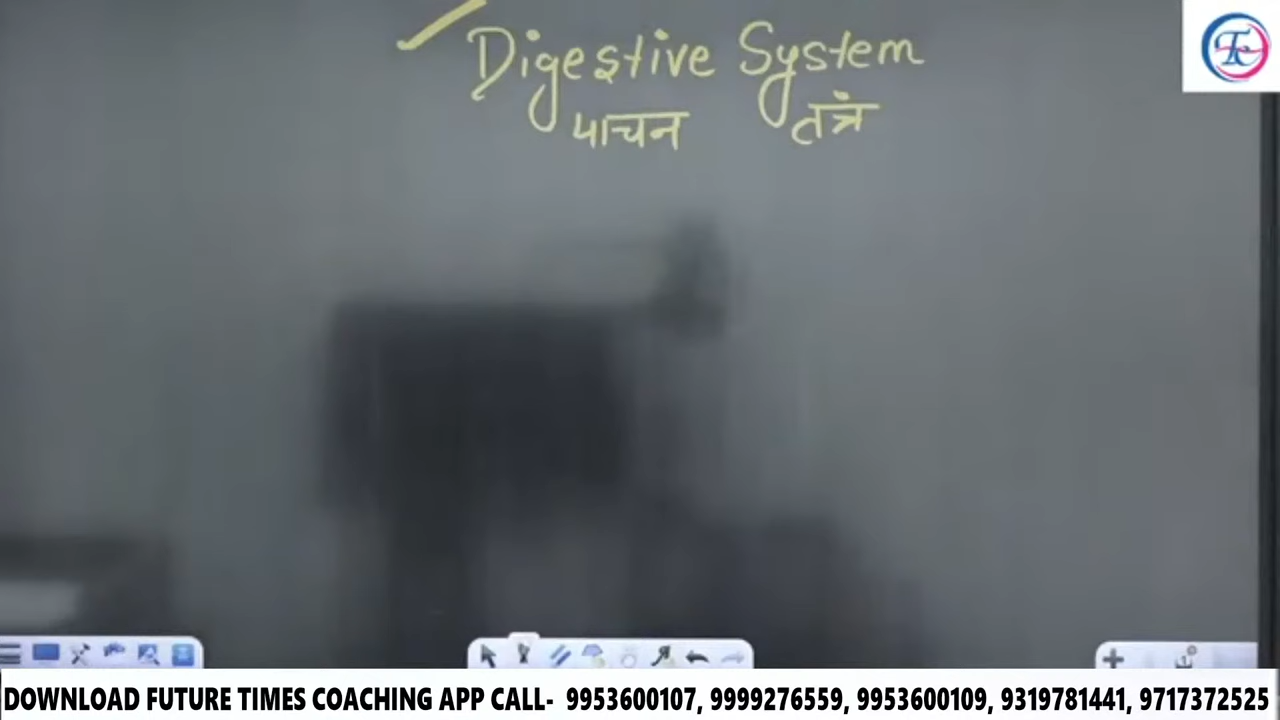 Digestive System
पाचन तंत्र
DOWNLOAD FUTURE TIMES COACHING APP CALL- 9953600107, 9999276559, 9953600109, 9319781441, 9717372525